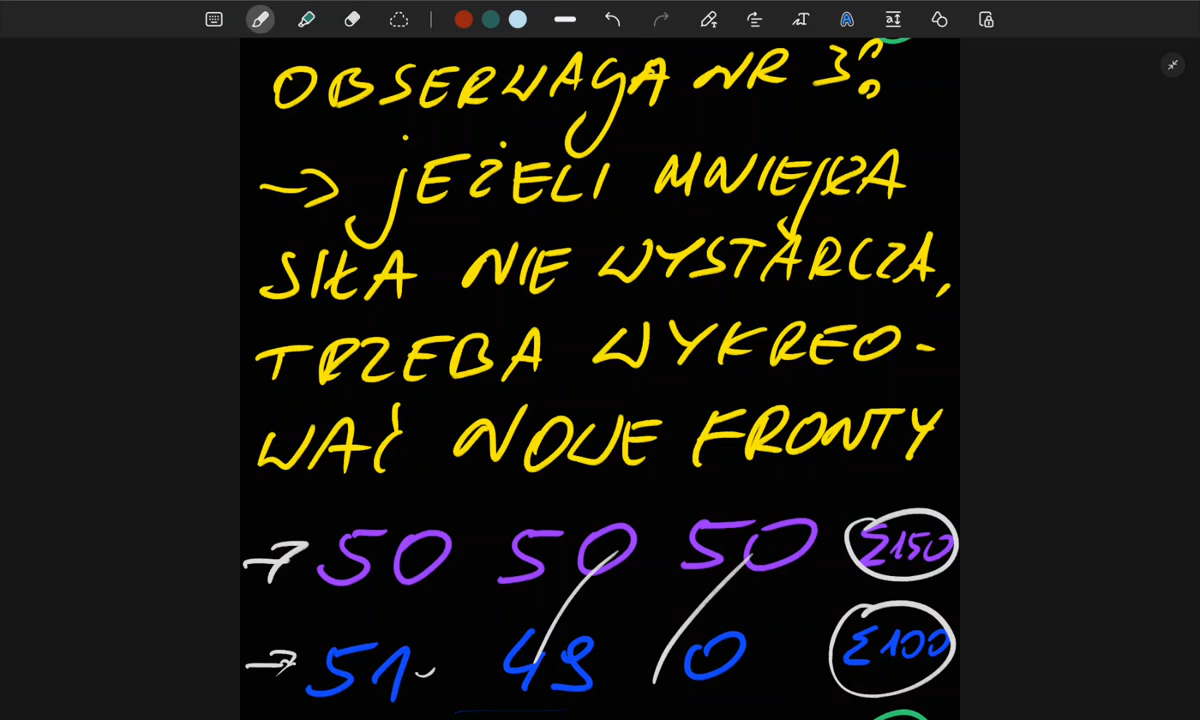 OBSERWACJA NR 3:
→ JEŻELI MNIEJSZA
SIŁA NIE WYSTARCZA,
TRZEBA WYKREO-
WAĆ NOWE FRONTY
→ 50 50 50 Σ150
→ 51 49 0 Σ100